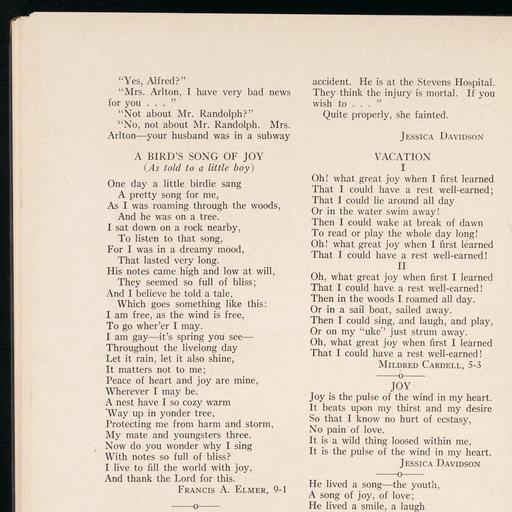 "Yes, Alfred?"
"Mrs. Arlton, I have very bad news
for you . . . "
"Not about Mr. Randolph?"
"No, not about Mr. Randolph. Mrs.
Arlton—your husband was in a subway
A BIRD'S SONG OF JOY
(As told to a little boy)
One day a little birdie sang
A pretty song for me,
As I was roaming through the woods,
And he was on a tree.
I sat down on a rock nearby,
To listen to that song,
For I was in a dreamy mood,
That lasted very long.
His notes came high and low at will,
They seemed so full of bliss;
And I believe he told a tale,
Which goes something like this:
I am free, as the wind is free,
To go wher'er I may.
I am gay—it's spring you see—
Throughout the livelong day
Let it rain, let it also shine,
It matters not to me;
Peace of heart and joy are mine,
Wherever I may be.
A nest have I so cozy warm
'Way up in yonder tree,
Protecting me from harm and storm,
My mate and youngsters three.
Now do you wonder why I sing
With notes so full of bliss?
I live to fill the world with joy,
And thank the Lord for this.
FRANCIS A. ELMER, 9-1
accident. He is at the Stevens Hospital.
They think the injury is mortal. If you
wish to . . . "
Quite properly, she fainted.
JESSICA DAVIDSON
VACATION
I
Oh! what great joy when I first learned
That I could have a rest well-earned;
That I could lie around all day
Or in the water swim away!
Then I could wake at break of dawn
To read or play the whole day long!
Oh! what great joy when I first learned
That I could have a rest well-earned!
II
Oh, what great joy when first I learned
That I could have a rest well-earned!
Then in the woods I roamed all day.
Or in a sail boat, sailed away.
Then I could sing, and laugh, and play,
Or on my "uke" just strum away.
Oh, what great joy when first I learned
That I could have a rest well-earned!
MILDRED CARDELL, 5-3
JOY
Joy is the pulse of the wind in my heart.
It beats upon my thirst and my desire
So that I know no hurt of ecstasy,
No pain of love.
It is a wild thing loosed within me,
It is the pulse of the wind in my heart.
JESSICA DAVIDSON
He lived a song—the youth,
A song of joy, of love;
He lived a smile, a laugh